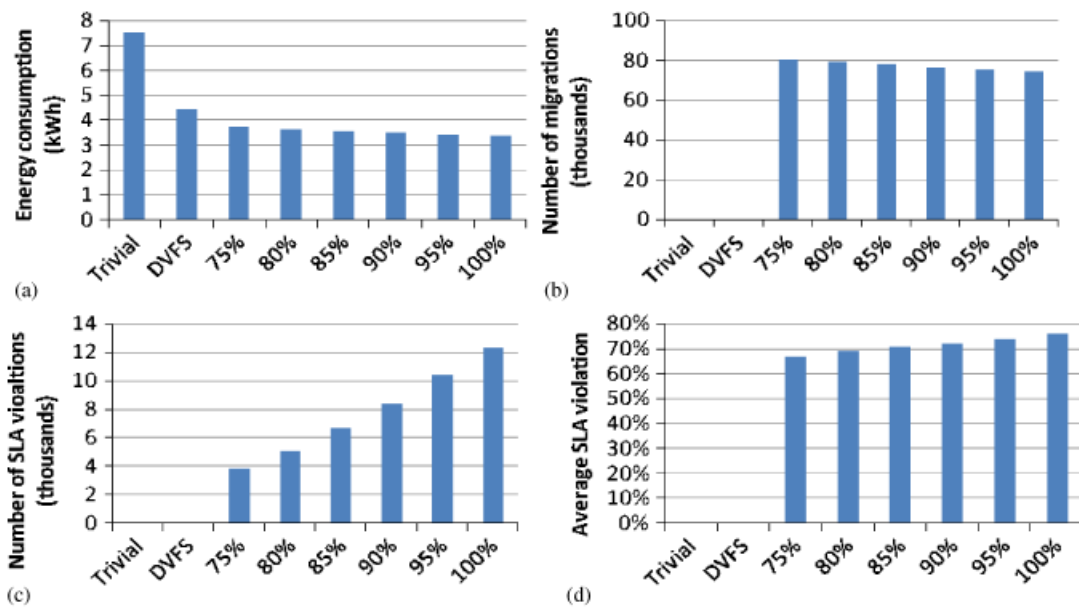 Energy consumption
(kWh)
8
7
6
5
4
3
2
1
0
Trivial
DVFS
75%
80%
85%
90%
95%
100%
(a)
Number of migrations
(thousands)
100
80
60
40
20
0
Trivial
DVFS
75%
80%
85%
90%
95%
100%
(b)
Number of SLA vioaltions
(thousands)
14
12
10
8
6
4
2
0
Trivial
DVFS
75%
80%
85%
90%
95%
100%
(c)
Average SLA violation
80%
70%
60%
50%
40%
30%
20%
10%
0%
Trivial
DVFS
75%
80%
85%
90%
95%
100%
(d)